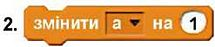 2. змінити a на 1